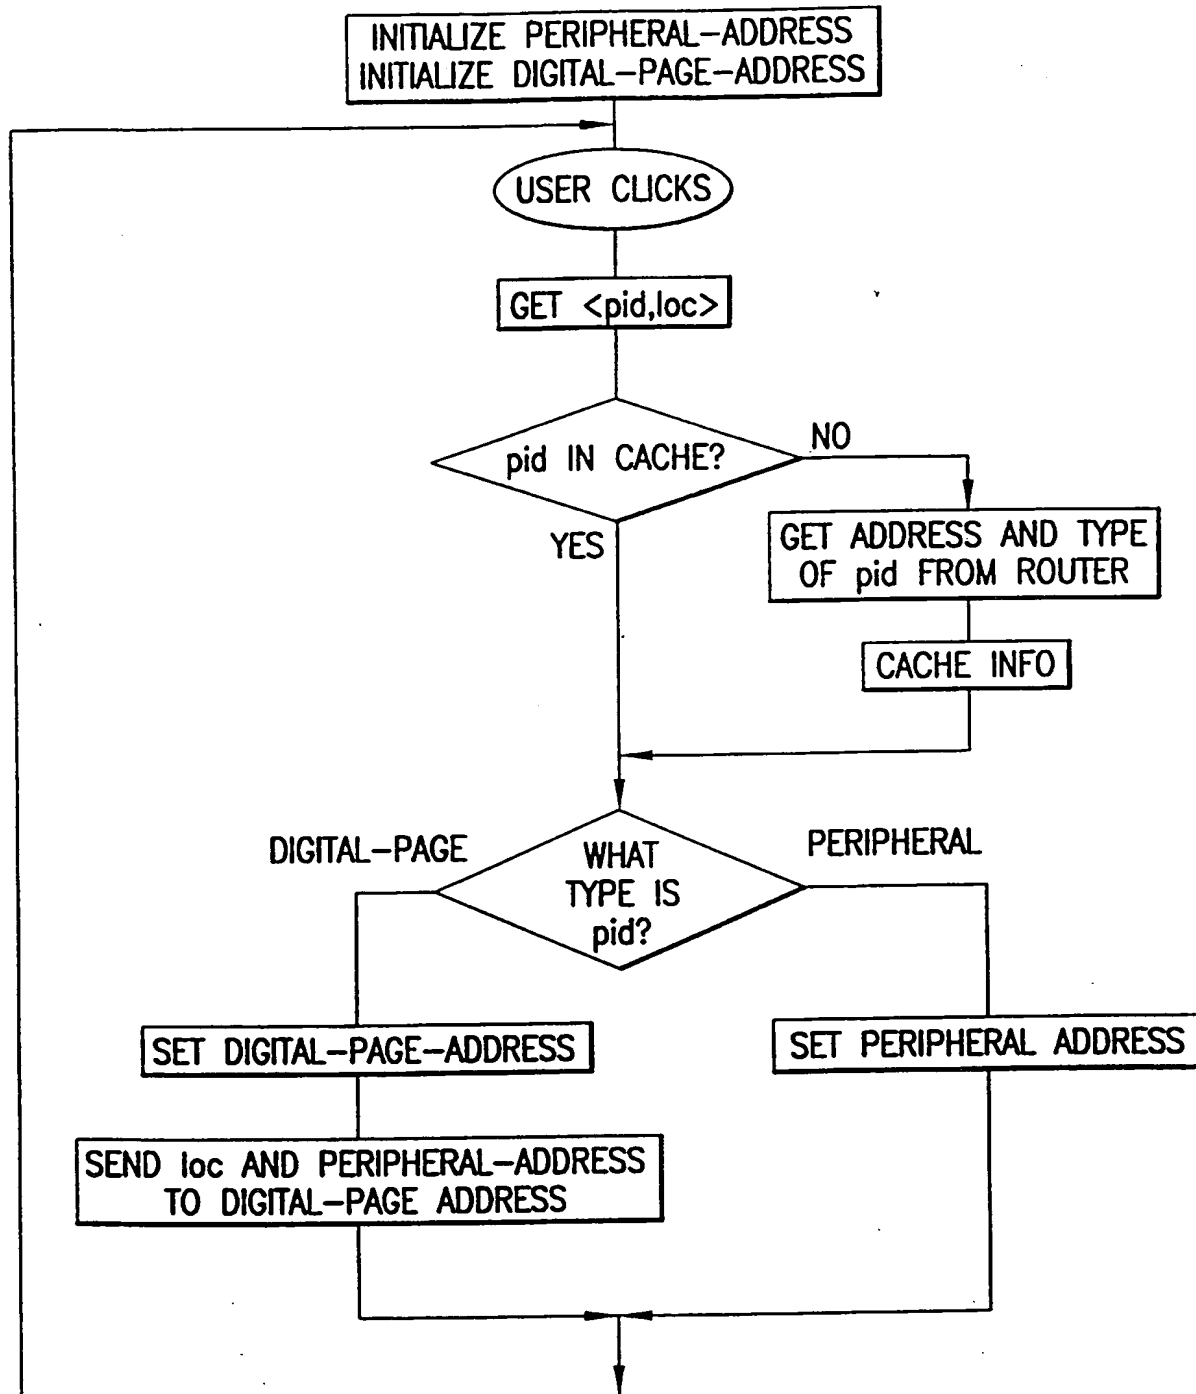 INITIALIZE PERIPHERAL-ADDRESS
INITIALIZE DIGITAL-PAGE-ADDRESS
USER CLICKS
GET <pid,loc>
pid IN CACHE?
NO
YES
GET ADDRESS AND TYPE
OF pid FROM ROUTER
CACHE INFO
DIGITAL-PAGE
WHAT
TYPE IS
pid?
PERIPHERAL
SET DIGITAL-PAGE-ADDRESS
SET PERIPHERAL ADDRESS
SEND loc AND PERIPHERAL-ADDRESS
TO DIGITAL-PAGE ADDRESS